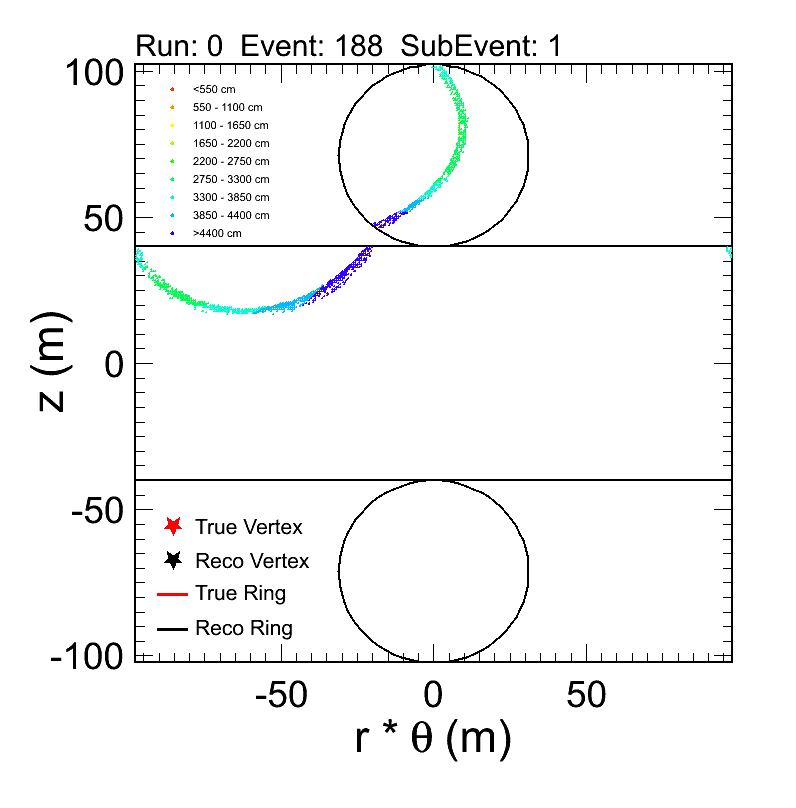 Run: 0  Event: 188  SubEvent: 1
100
<550 cm
550 - 1100 cm
1100 - 1650 cm
1650 - 2200 cm
2200 - 2750 cm
2750 - 3300 cm
3300 - 3850 cm
3850 - 4400 cm
>4400 cm
50
z (m)
0
-50
True Vertex
Reco Vertex
True Ring
Reco Ring
-100
-50 0 50
r * θ (m)